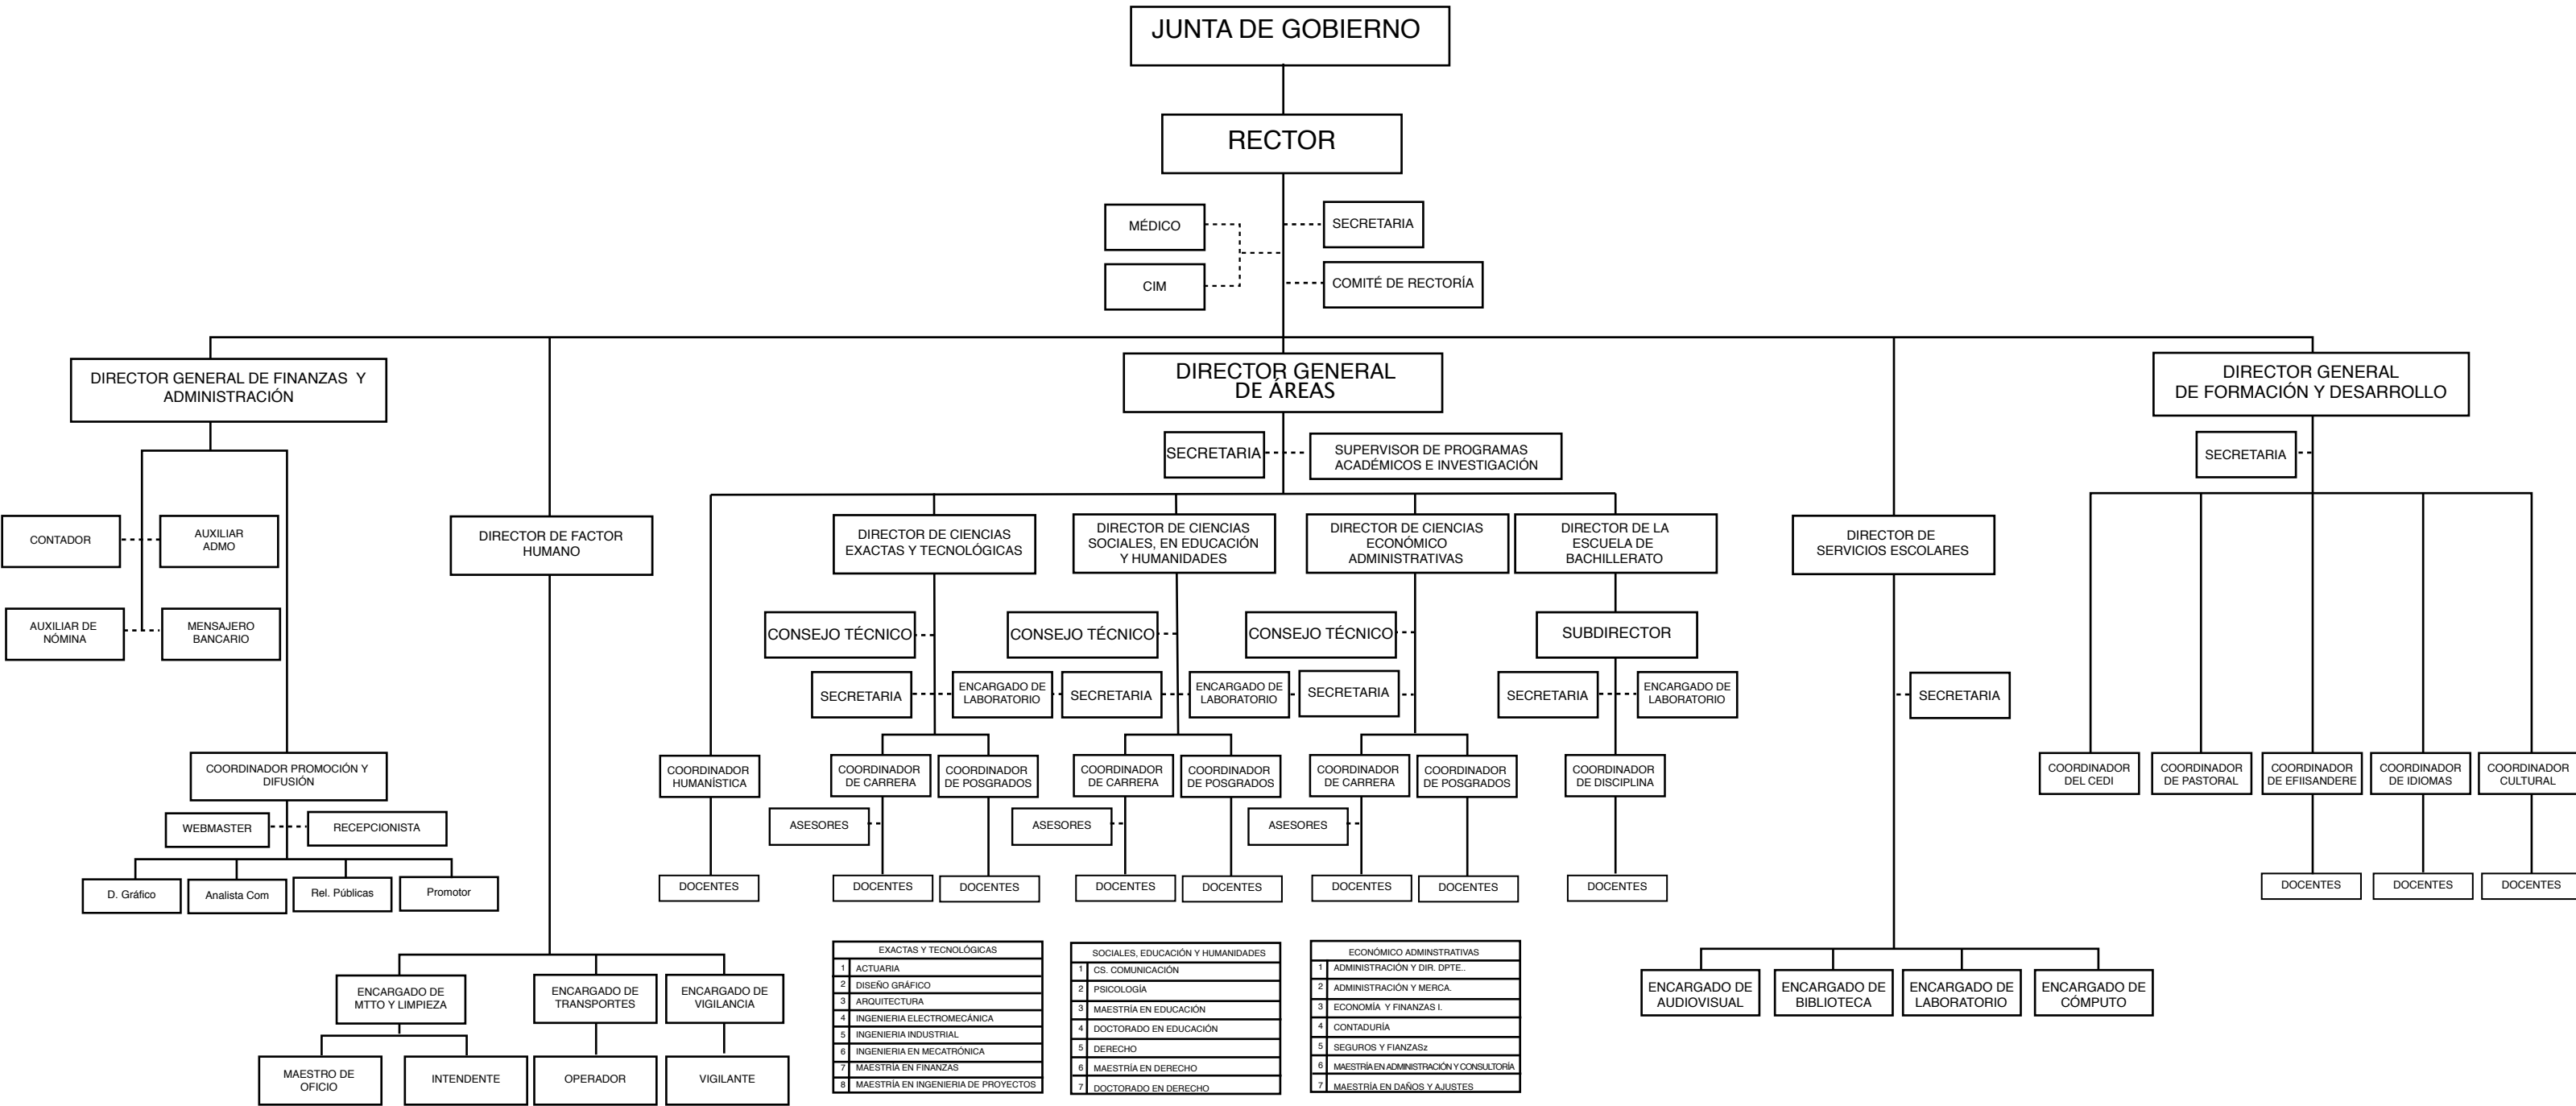 JUNTA DE GOBIERNO
RECTOR
MÉDICO
SECRETARIA
CIM
COMITÉ DE RECTORÍA
DIRECTOR GENERAL DE FINANZAS Y
ADMINISTRACIÓN
DIRECTOR GENERAL
DE ÁREAS
DIRECTOR GENERAL
DE FORMACIÓN Y DESARROLLO
SECRETARIA
SUPERVISOR DE PROGRAMAS
ACADÉMICOS E INVESTIGACIÓN
SECRETARIA
CONTADOR
AUXILIAR
ADMO
DIRECTOR DE FACTOR
HUMANO
DIRECTOR DE CIENCIAS
EXACTAS Y TECNOLÓGICAS
DIRECTOR DE CIENCIAS
SOCIALES, EN EDUCACIÓN
Y HUMANIDADES
DIRECTOR DE CIENCIAS
ECONÓMICO
ADMINISTRATIVAS
DIRECTOR DE LA
ESCUELA DE
BACHILLERATO
DIRECTOR DE
SERVICIOS ESCOLARES
AUXILIAR DE
NÓMINA
MENSAJERO
BANCARIO
CONSEJO TÉCNICO
CONSEJO TÉCNICO
CONSEJO TÉCNICO
SUBDIRECTOR
SECRETARIA
ENCARGADO DE
LABORATORIO
SECRETARIA
ENCARGADO DE
LABORATORIO
SECRETARIA
SECRETARIA
ENCARGADO DE
LABORATORIO
SECRETARIA
COORDINADOR PROMOCIÓN Y
DIFUSIÓN
COORDINADOR
HUMANÍSTICA
COORDINADOR
DE CARRERA
COORDINADOR
DE POSGRADOS
COORDINADOR
DE CARRERA
COORDINADOR
DE POSGRADOS
COORDINADOR
DE CARRERA
COORDINADOR
DE POSGRADOS
COORDINADOR
DE DISCIPLINA
COORDINADOR
DEL CEDI
COORDINADOR
DE PASTORAL
COORDINADOR
DE EFIISANDERE
COORDINADOR
DE IDIOMAS
COORDINADOR
CULTURAL
WEBMASTER
RECEPCIONISTA
ASESORES
ASESORES
ASESORES
D. Gráfico
Analista Com
Rel. Públicas
Promotor
DOCENTES
DOCENTES
DOCENTES
DOCENTES
DOCENTES
DOCENTES
DOCENTES
DOCENTES
DOCENTES
DOCENTES
DOCENTES
ENCARGADO DE
MTTO Y LIMPIEZA
ENCARGADO DE
TRANSPORTES
ENCARGADO DE
VIGILANCIA
MAESTRO DE
OFICIO
INTENDENTE
OPERADOR
VIGILANTE
EXACTAS Y TECNOLÓGICAS
1 ACTUARIA
2 DISEÑO GRÁFICO
3 ARQUITECTURA
4 INGENIERIA ELECTROMECÁNICA
5 INGENIERIA INDUSTRIAL
6 INGENIERIA EN MECATRÓNICA
7 MAESTRÍA EN FINANZAS
8 MAESTRÍA EN INGENIERIA DE PROYECTOS
SOCIALES, EDUCACIÓN Y HUMANIDADES
1 CS. COMUNICACIÓN
2 PSICOLOGÍA
3 MAESTRÍA EN EDUCACIÓN
4 DOCTORADO EN EDUCACIÓN
5 DERECHO
6 MAESTRÍA EN DERECHO
7 DOCTORADO EN DERECHO
ECONÓMICO ADMINSTRATIVAS
1 ADMINISTRACIÓN Y DIR. DPTE..
2 ADMINISTRACIÓN Y MERCA.
3 ECONOMÍA Y FINANZAS I.
4 CONTADURÍA
5 SEGUROS Y FIANZASz
6 MAESTRÍA EN ADMINISTRACIÓN Y CONSULTORÍA
7 MAESTRÍA EN DAÑOS Y AJUSTES
ENCARGADO DE
AUDIOVISUAL
ENCARGADO DE
BIBLIOTECA
ENCARGADO DE
LABORATORIO
ENCARGADO DE
CÓMPUTO